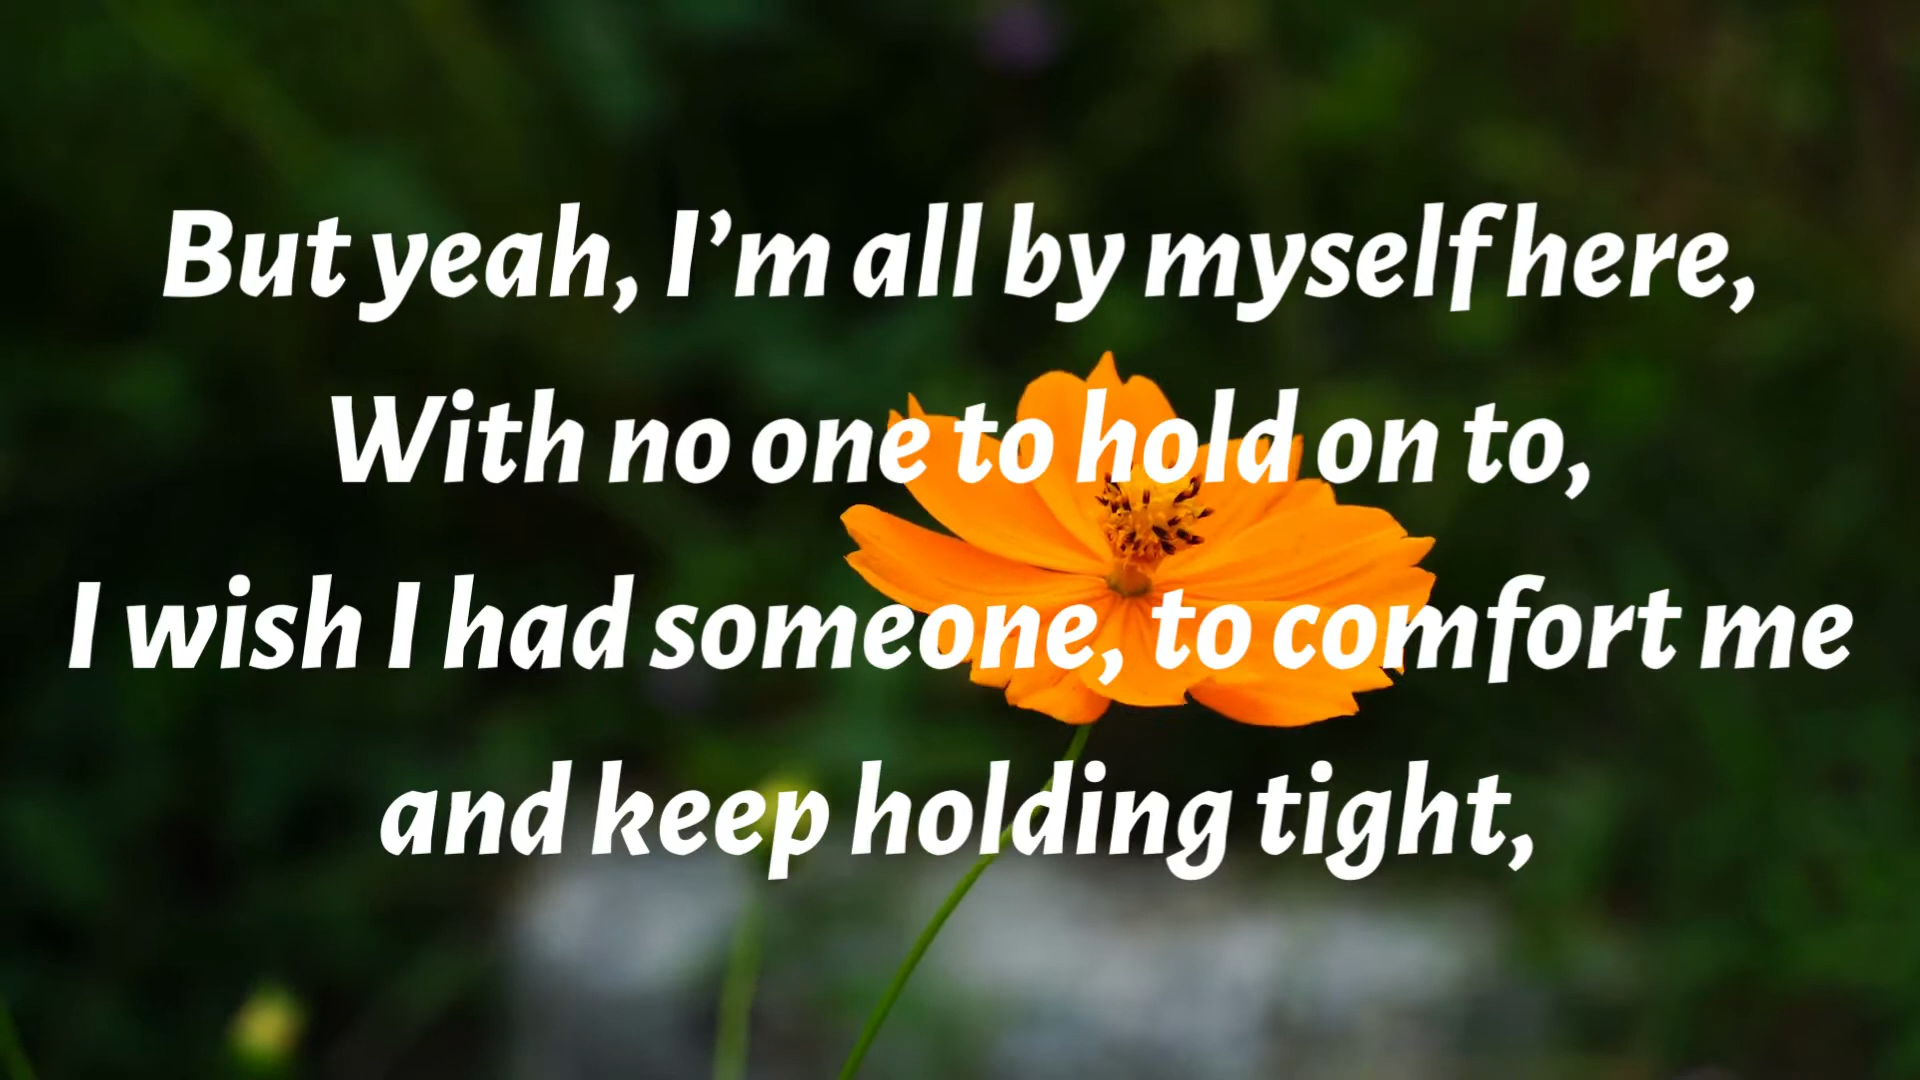 But yeah, I’m all by myself here,
With no one to hold on to,
I wish I had someone, to comfort me
and keep holding tight,